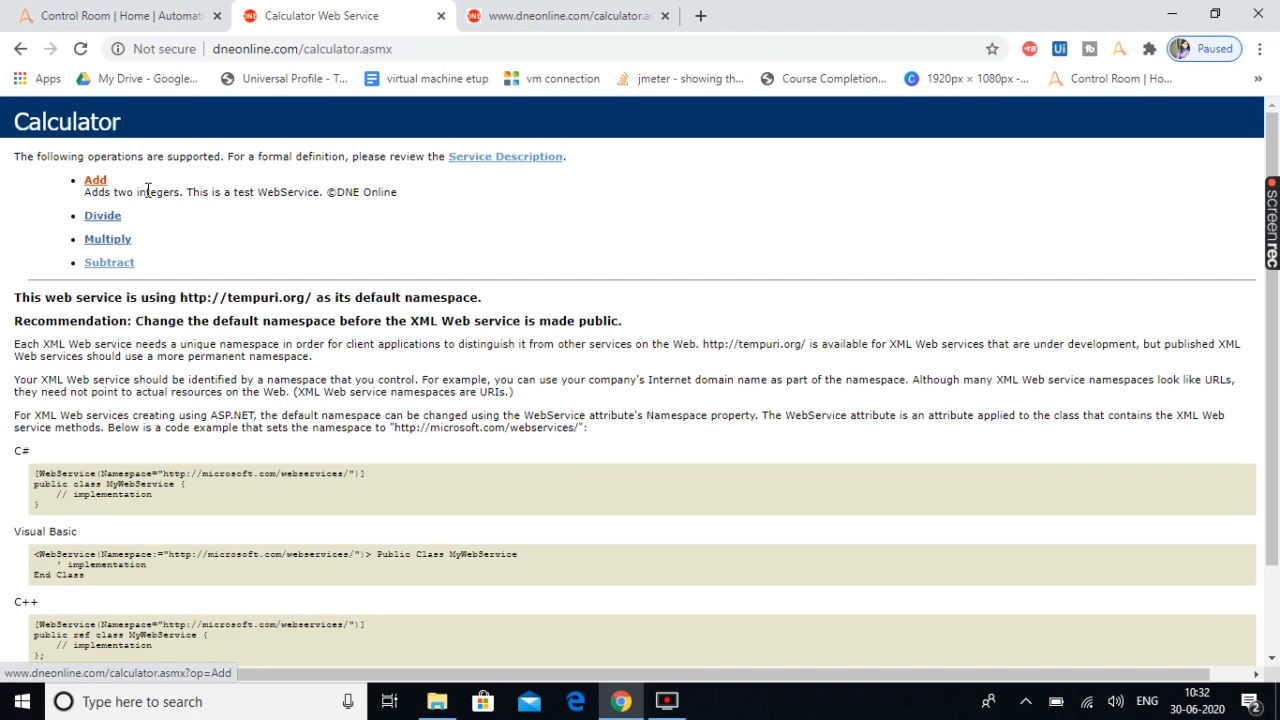 Control Room | Home | Automat
Calculator Web Service
www.dneonline.com/calculator.as
Not secure
dneonline.com/calculator.asmx
Paused
Apps
My Drive - Google...
Universal Profile - T...
virtual machine etup
vm connection
jmeter - showing th...
Course Completion...
1920px × 1080px -...
Control Room | Ho...
Calculator
The following operations are supported. For a formal definition, please review the Service Description.
Add
Adds two integers. This is a test WebService. ©DNE Online
Divide
Multiply
Subtract
This web service is using http://tempuri.org/ as its default namespace.
Recommendation: Change the default namespace before the XML Web service is made public.
Each XML Web service needs a unique namespace in order for client applications to distinguish it from other services on the Web. http://tempuri.org/ is available for XML Web services that are under development, but published XML
Web services should use a more permanent namespace.
Your XML Web service should be identified by a namespace that you control. For example, you can use your company's Internet domain name as part of the namespace. Although many XML Web service namespaces look like URLs,
they need not point to actual resources on the Web. (XML Web service namespaces are URIs.)
For XML Web services creating using ASP.NET, the default namespace can be changed using the WebService attribute's Namespace property. The WebService attribute is an attribute applied to the class that contains the XML Web
service methods. Below is a code example that sets the namespace to "http://microsoft.com/webservices/":
C#
[WebService(Namespace="http://microsoft.com/webservices/")]
public class MyWebService {
// implementation
}
Visual Basic
<WebService(Namespace:="http://microsoft.com/webservices/")> Public Class MyWebService
' implementation
End Class
C++
[WebService(Namespace="http://microsoft.com/webservices/")]
public ref class MyWebService {
// implementation
};
www.dneonline.com/calculator.asmx?op=Add
screenrec
Type here to search
ENG
10:32
30-06-2020
2